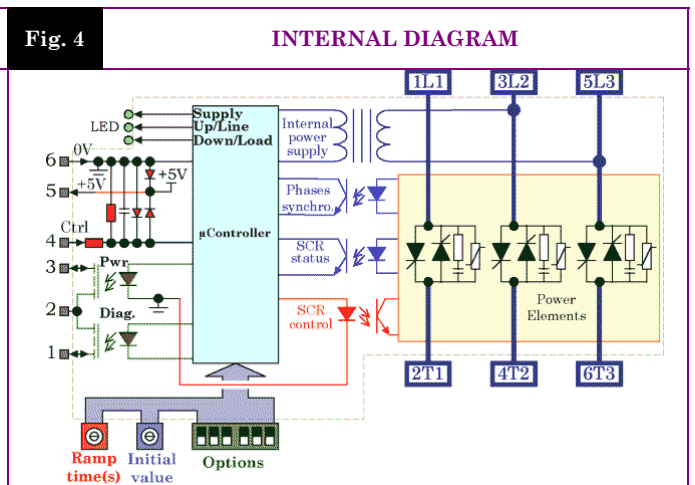 Fig. 4
INTERNAL DIAGRAM
1L1
3L2
5L3
Supply
LED
Up/Line
Down/Load
Internal
power
supply
6
0V
5
+5V
+5V
Phases
synchro.
Ctrl
4
µController
SCR
status
3
Pwr
2
Diag.
SCR
control
Power
Elements
1
2T1
4T2
6T3
Ramp
time(s)
Initial
value
Options